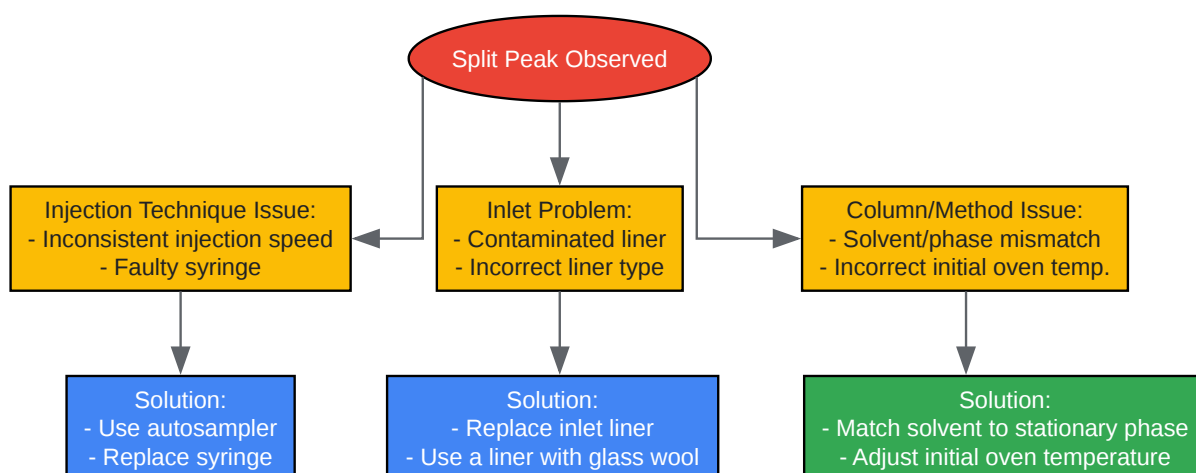 Split Peak Observed
Injection Technique Issue:
- Inconsistent injection speed
- Faulty syringe
Inlet Problem:
- Contaminated liner
- Incorrect liner type
Column/Method Issue:
- Solvent/phase mismatch
- Incorrect initial oven temp.
Solution:
- Use autosampler
- Replace syringe
Solution:
- Replace inlet liner
- Use a liner with glass wool
Solution:
- Match solvent to stationary phase
- Adjust initial oven temperature